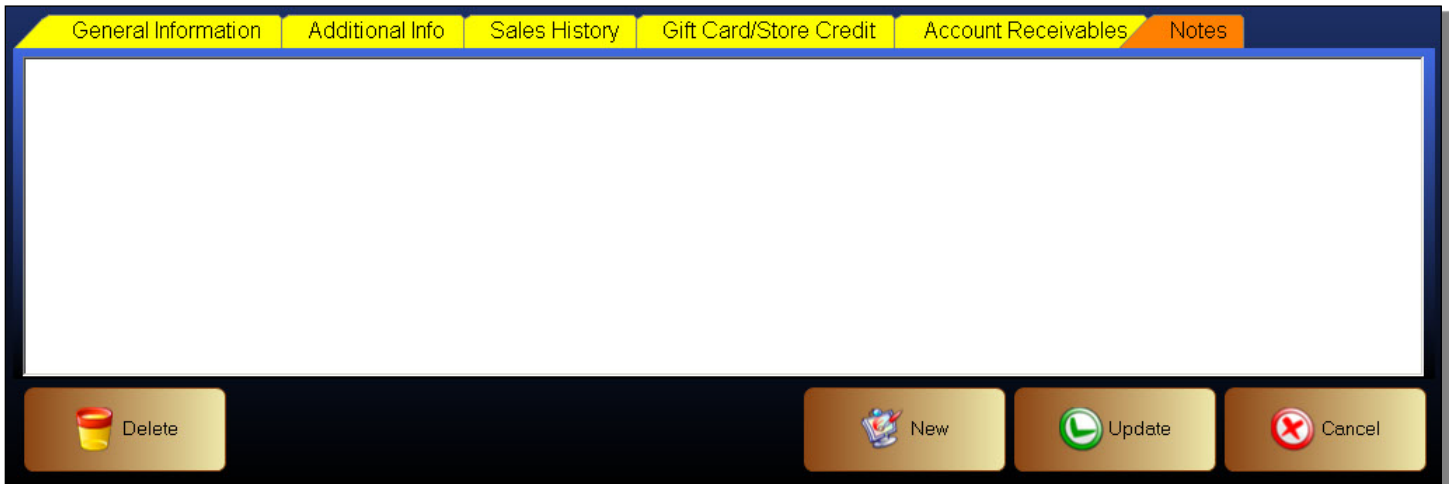 General Information Additional Info Sales History Gift Card/Store Credit Account Receivables Notes
Delete New Update Cancel